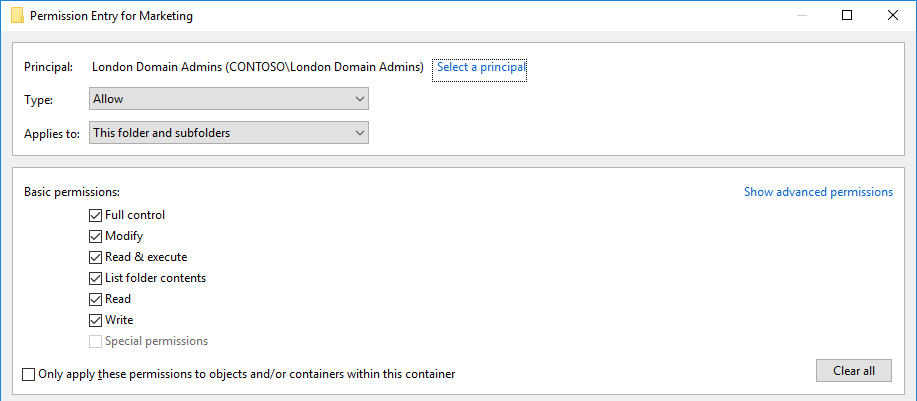 Permission Entry for Marketing
Principal: London Domain Admins (CONTOSO\London Domain Admins) Select a principal
Type: Allow
Applies to: This folder and subfolders
Basic permissions: Show advanced permissions
Full control
Modify
Read & execute
List folder contents
Read
Write
Special permissions
Only apply these permissions to objects and/or containers within this container
Clear all